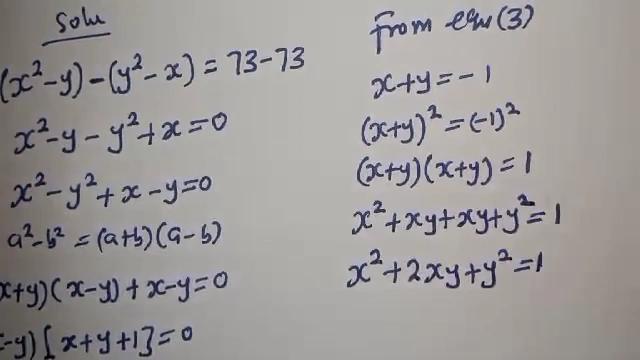 Solu
(x²-y)-(y²-x) = 73-73
x²-y-y²+x=0
x²-y²+x-y=0
a²-b² = (a+b)(a-b)
x+y)(x-y)+x-y=0
-y)[x+y+1]=0
from eqn(3)
x+y=-1
(x+y)²=(-1)²
(x+y)(x+y)=1
x²+xy+xy+y²=1
x²+2xy+y²=1